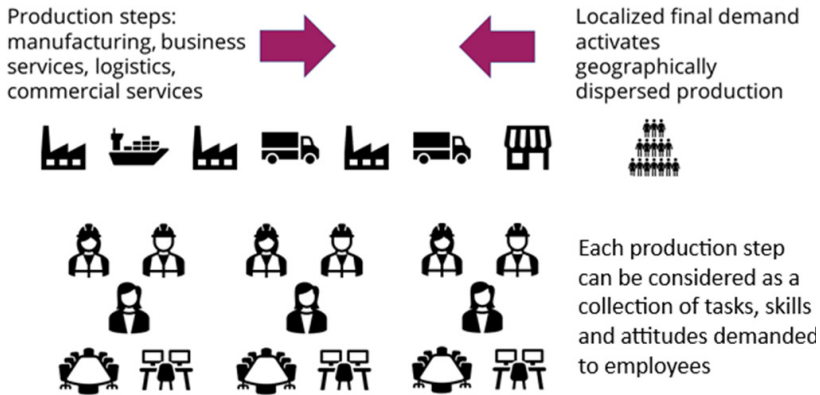 Production steps:
manufacturing, business
services, logistics,
commercial services
Localized final demand
activates
geographically
dispersed production
Each production step
can be considered as a
collection of tasks, skills
and attitudes demanded
to employees